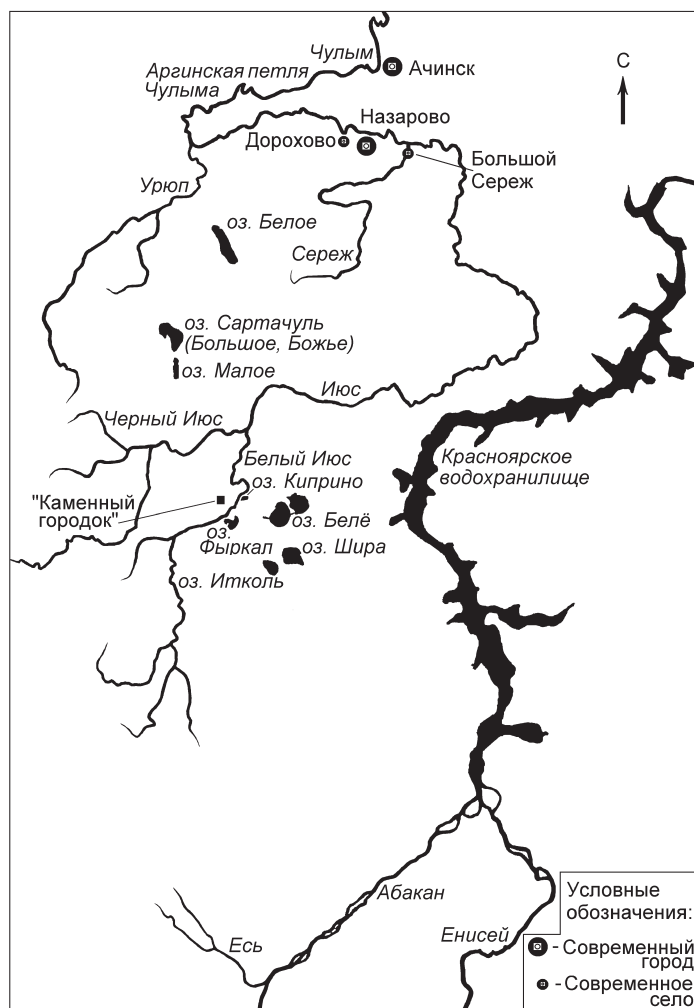 Чулым
Аргинская петля
Чулыма
Ачинск
С
Назарово
Дорохово
Большой
Сереж
Урюп
оз. Белое
Сереж
оз. Сартачуль
(Большое, Божье)
оз. Малое
Июс
Черный Июс
Белый Июс
Красноярское
водохранилище
оз. Киприно
"Каменный
городок"
оз. Белё
оз.
Фыркал
оз. Шира
оз. Итколь
Абакан
Есь
Енисей
Условные
обозначения:
- Современный
город
- Современное
село